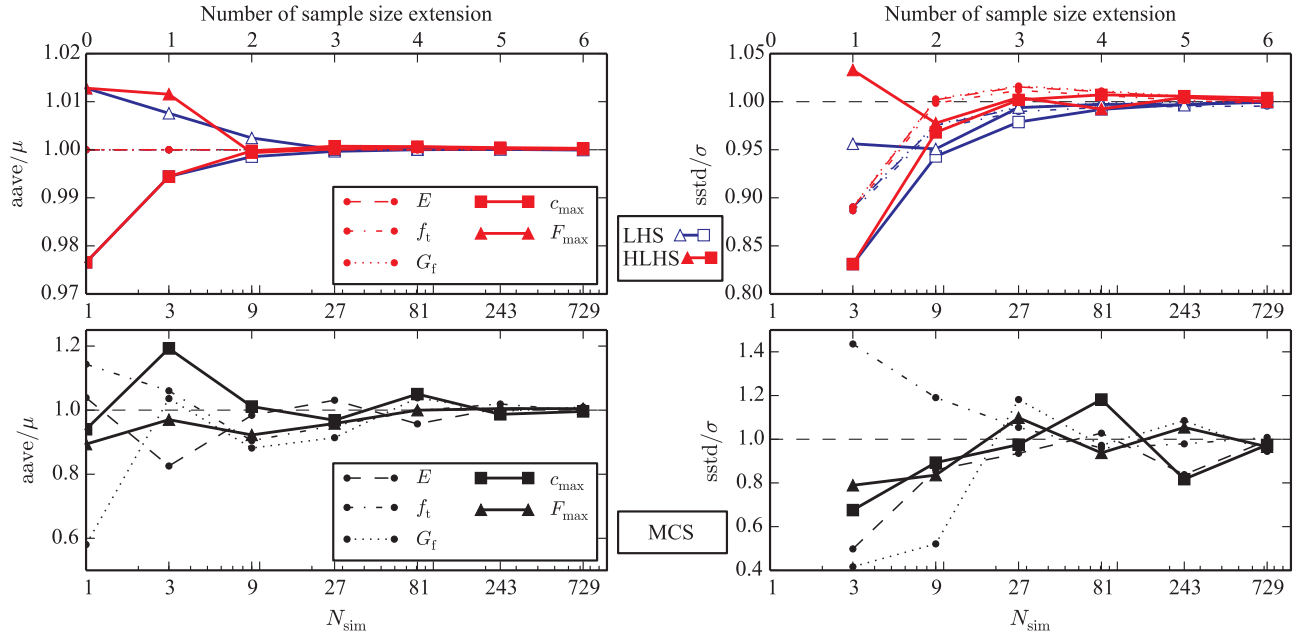 Number of sample size extension
0 1 2 3 4 5 6
1.02
1.01
1.00
0.99
0.98
0.97
aave/μ
E
f_t
G_f
c_max
F_max
1 3 9 27 81 243 729
LHS
HLHS
Number of sample size extension
0 1 2 3 4 5 6
1.05
1.00
0.95
0.90
0.85
0.80
sstd/σ
1 3 9 27 81 243 729
1.2
1.0
0.8
0.6
aave/μ
E
f_t
G_f
c_max
F_max
1 3 9 27 81 243 729
N_sim
MCS
1.4
1.2
1.0
0.8
0.6
0.4
sstd/σ
1 3 9 27 81 243 729
N_sim